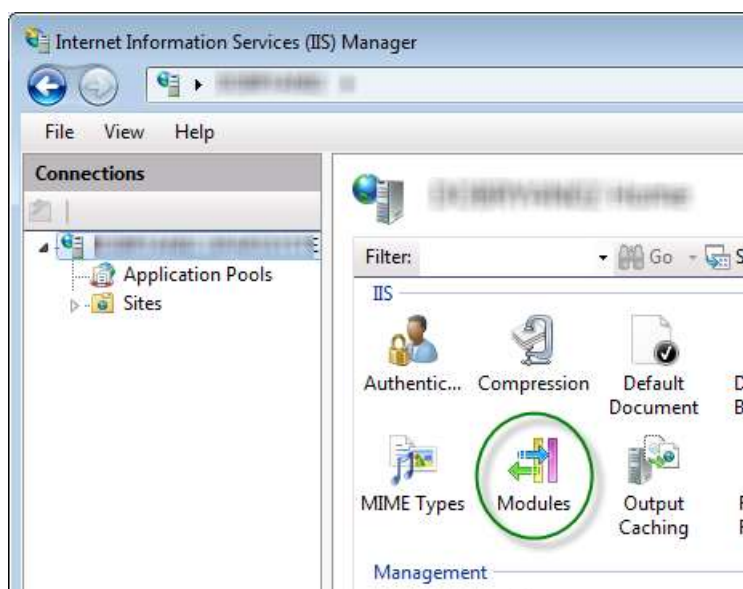 Internet Information Services (IIS) Manager
File View Help
Connections
Filter: Go S
E
Application Pools
Sites
IIS
Authentic... Compression Default Document D B
MIME Types Modules Output Caching F F
Management